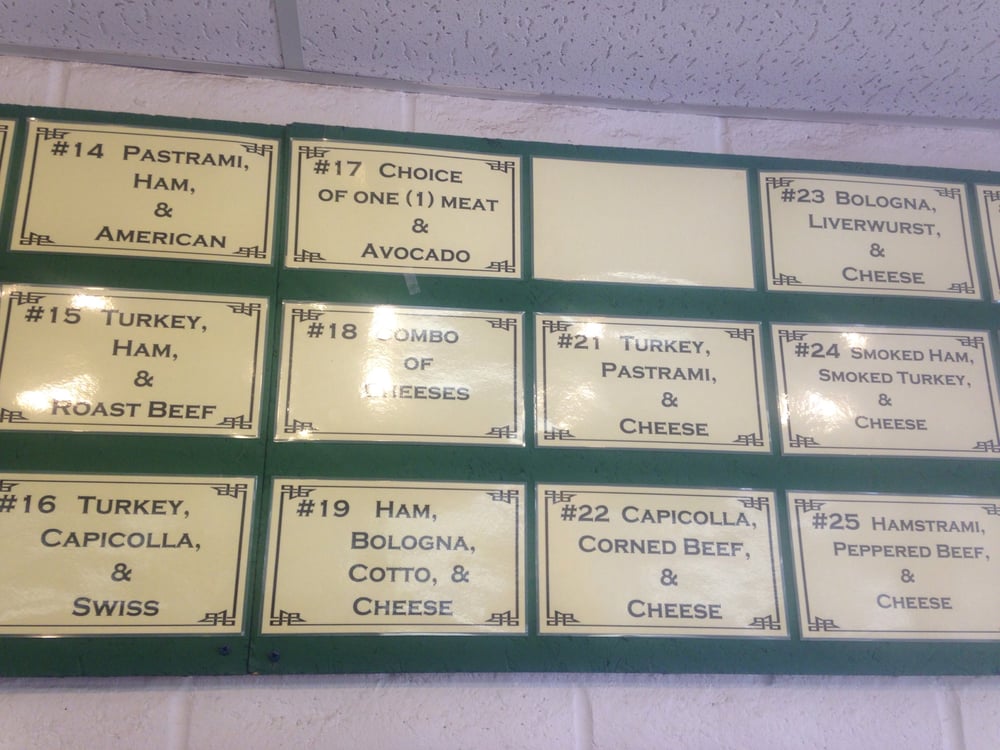 #14 PASTRAMI,
HAM,
&
AMERICAN
#15 TURKEY,
HAM,
&
ROAST BEEF
#16 TURKEY,
CAPICOLLA,
&
SWISS
#17 CHOICE
OF ONE (1) MEAT
&
AVOCADO
#18 COMBO
OF
CHEESES
#19 HAM,
BOLOGNA,
COTTO, &
CHEESE
#21 TURKEY,
PASTRAMI,
&
CHEESE
#22 CAPICOLLA,
CORNED BEEF,
&
CHEESE
#23 BOLOGNA,
LIVERWURST,
&
CHEESE
#24 SMOKED HAM,
SMOKED TURKEY,
&
CHEESE
#25 HAMSTRAMI,
PEPPERED BEEF,
&
CHEESE